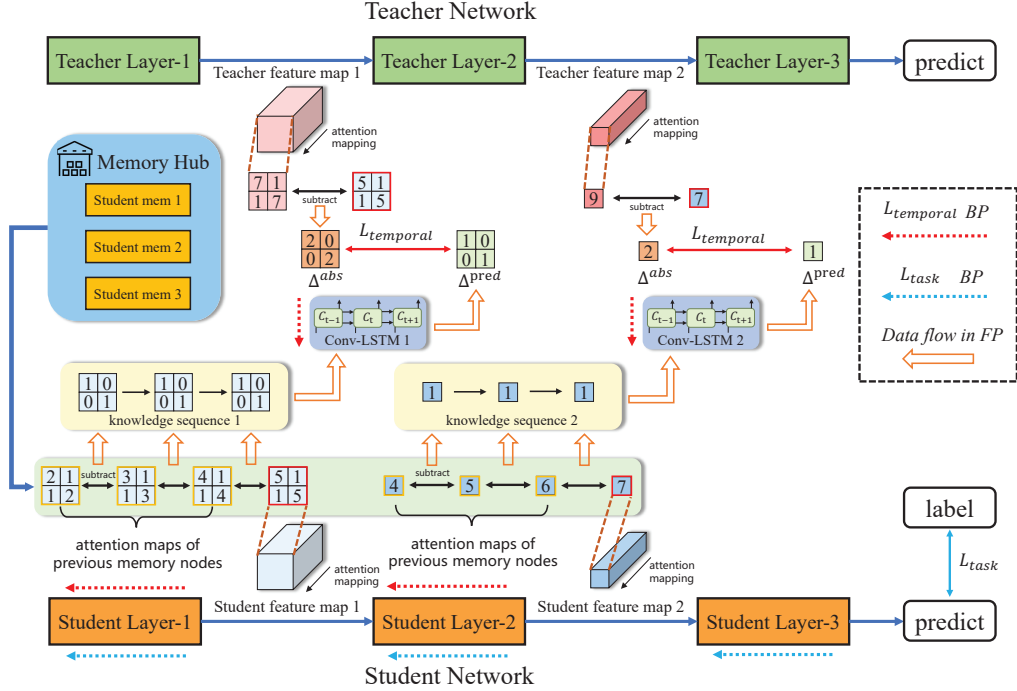 Teacher Network
Teacher Layer-1
Teacher feature map 1
Teacher Layer-2
Teacher feature map 2
Teacher Layer-3
predict
attention
mapping
attention
mapping
Memory Hub
Student mem 1
Student mem 2
Student mem 3
7 1
1 7
subtract
5 1
1 5
9
subtract
7
2 0
0 2
L_temporal
1 0
0 1
Δ^abs
Δ^pred
2
L_temporal
1
Δ^abs
Δ^pred
L_temporal BP
L_task BP
Data flow in FP
C_t−1
C_t
C_t+1
Conv-LSTM 1
C_t−1
C_t
C_t+1
Conv-LSTM 2
1 0
0 1
1 0
0 1
1 0
0 1
knowledge sequence 1
1
1
1
knowledge sequence 2
2 1
1 2
subtract
3 1
1 3
4 1
1 4
5 1
1 5
4
subtract
5
6
7
attention maps of
previous memory nodes
attention
mapping
attention maps of
previous memory nodes
attention
mapping
label
L_task
Student Layer-1
Student feature map 1
Student Layer-2
Student feature map 2
Student Layer-3
predict
Student Network